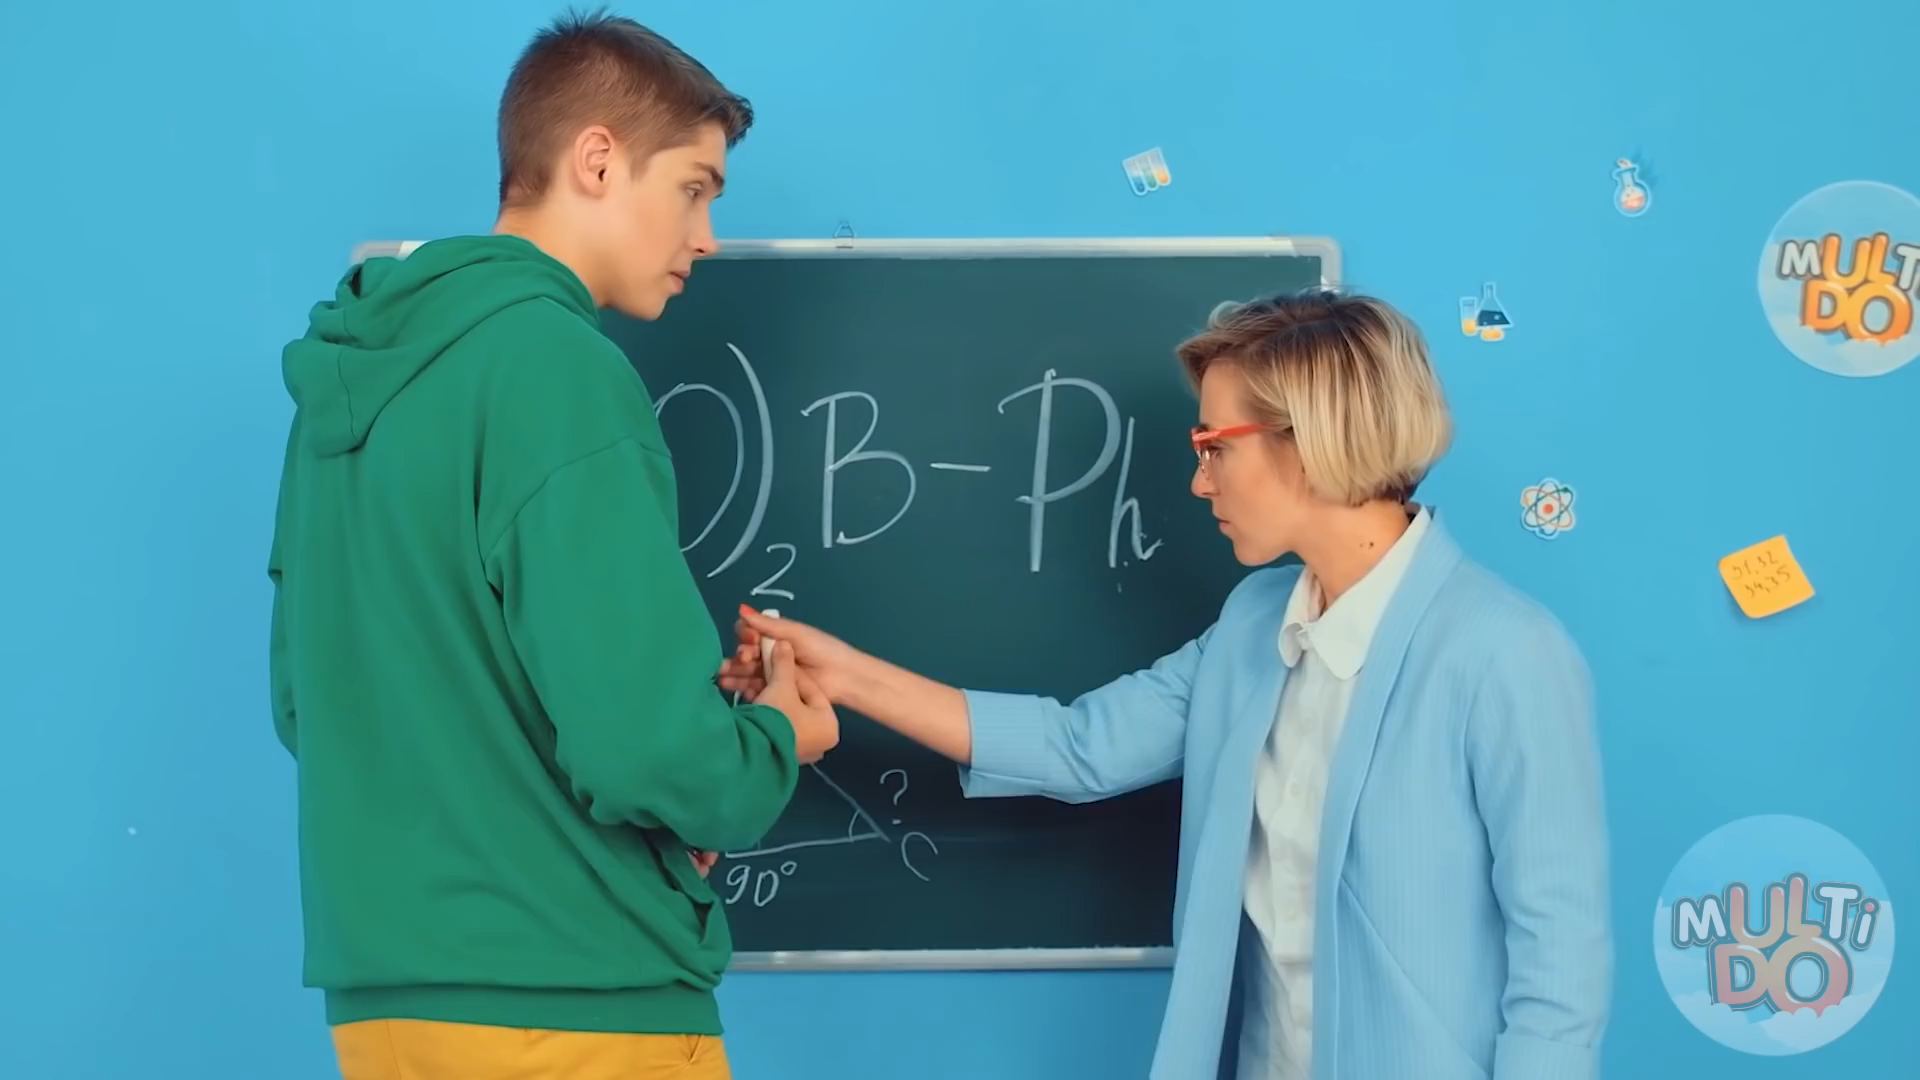 O)₂B-Ph
?
C
90°
MULTi
DO
MULTi
DO